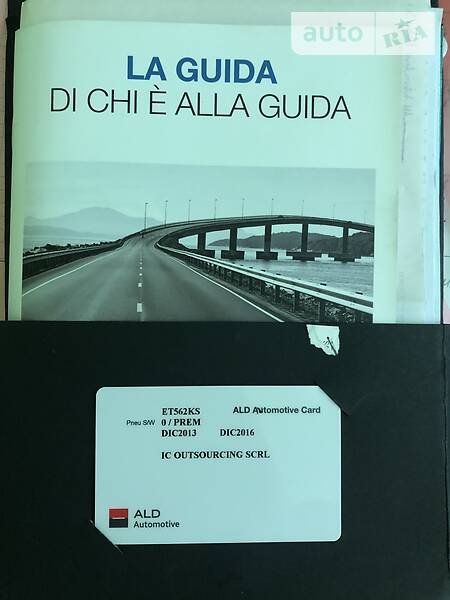 auto RIA
LA GUIDA
DI CHI È ALLA GUIDA
ET562KS
ALD Automotive Card
Pneu S/W 0 / PREM
DIC2013 DIC2016
IC OUTSOURCING SCRL
ALD
Automotive